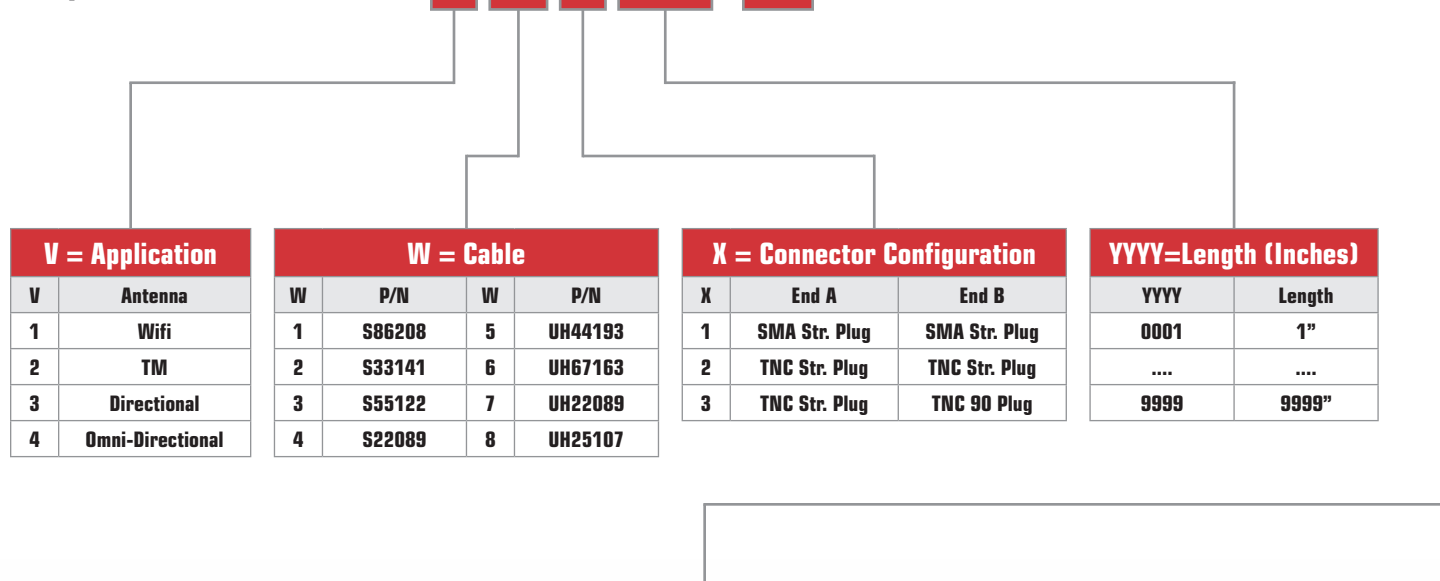 V = Application
V Antenna
1 Wifi
2 TM
3 Directional
4 Omni-Directional
W = Cable
W P/N W P/N
1 S86208 5 UH44193
2 S33141 6 UH67163
3 S55122 7 UH22089
4 S22089 8 UH25107
X = Connector Configuration
X End A End B
1 SMA Str. Plug SMA Str. Plug
2 TNC Str. Plug TNC Str. Plug
3 TNC Str. Plug TNC 90 Plug
YYYY=Length (Inches)
YYYY Length
0001 1”
.... ....
9999 9999”